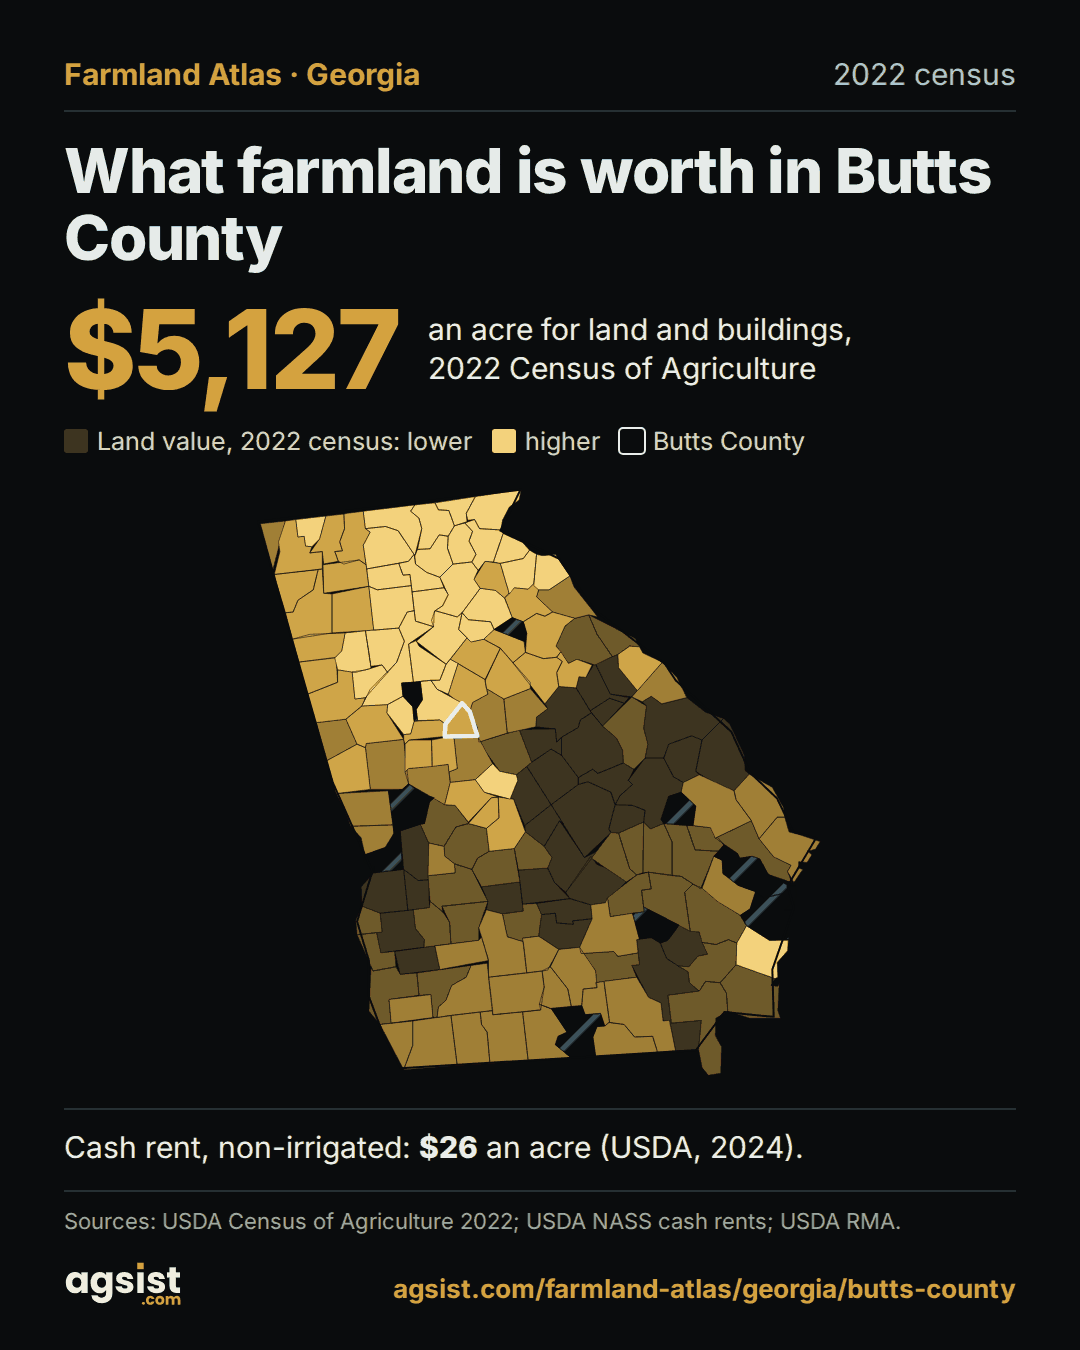 Farmland Atlas · Georgia
2022 census
What farmland is worth in Butts
County
$5,127
an acre for land and buildings,
2022 Census of Agriculture
Land value, 2022 census: lower
higher
Butts County
Cash rent, non-irrigated: $26 an acre (USDA, 2024).
Sources: USDA Census of Agriculture 2022; USDA NASS cash rents; USDA RMA.
agsist
.com
agsist.com/farmland-atlas/georgia/butts-county